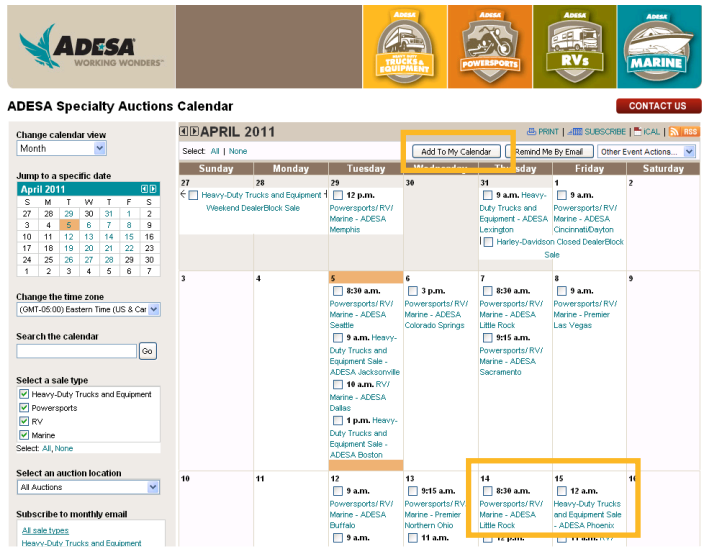 ADESA
WORKING WONDERS™
ADESA
HEAVY DUTY
TRUCKS &
EQUIPMENT
ADESA
POWERSPORTS
ADESA
RVs
ADESA
MARINE
ADESA Specialty Auctions Calendar
CONTACT US
Change calendar view
Month
Jump to a specific date
April 2011
S M T W T F S
27 28 29 30 31 1 2
3 4 5 6 7 8 9
10 11 12 13 14 15 16
17 18 19 20 21 22 23
24 25 26 27 28 29 30
1 2 3 4 5 6 7
Change the time zone
(GMT-05:00) Eastern Time (US & Car
Search the calendar
Go
Select a sale type
Heavy-Duty Trucks and Equipment
Powersports
RV
Marine
Select: All, None
Select an auction location
All Auctions
Subscribe to monthly email
All sale types
Heavy-Duty Trucks and Equipment
APRIL 2011
PRINT | SUBSCRIBE | iCAL | RSS
Select: All | None
Add To My Calendar
Remind Me By Email
Other Event Actions...
Sunday Monday Tuesday Wednesday Thursday Friday Saturday
27 28 29 30 31 1 2
Heavy-Duty Trucks and Equipment
Weekend DealerBlock Sale
12 p.m.
Powersports/ RV/
Marine - ADESA
Memphis
9 a.m. Heavy-
Duty Trucks and
Equipment - ADESA
Lexington
9 a.m.
Powersports/ RV/
Marine - ADESA
Cincinnati/Dayton
Harley-Davidson Closed DealerBlock
Sale
3 4 5 6 7 8 9
8:30 a.m.
Powersports/ RV/
Marine - ADESA
Seattle
9 a.m. Heavy-
Duty Trucks and
Equipment Sale -
ADESA Jacksonville
10 a.m. RV/
Marine - ADESA
Dallas
1 p.m. Heavy-
Duty Trucks and
Equipment Sale -
ADESA Boston
3 p.m.
Powersports/ RV/
Marine - ADESA
Colorado Springs
8:30 a.m.
Powersports/ RV/
Marine - ADESA
Little Rock
9:15 a.m.
Powersports/ RV/
Marine - ADESA
Sacramento
9 a.m.
Powersports/ RV/
Marine - Premier
Las Vegas
10 11 12 13 14 15
9 a.m.
Powersports/ RV/
Marine - ADESA
Buffalo
9 a.m.
9:15 a.m.
Powersports/ RV/
Marine - Premier
Northern Ohio
11 a.m.
8:30 a.m.
Powersports/ RV/
Marine - ADESA
Little Rock
12 p.m.
12 a.m.
Heavy-Duty Trucks
and Equipment Sale
- ADESA Phoenix
11 a.m. RV/